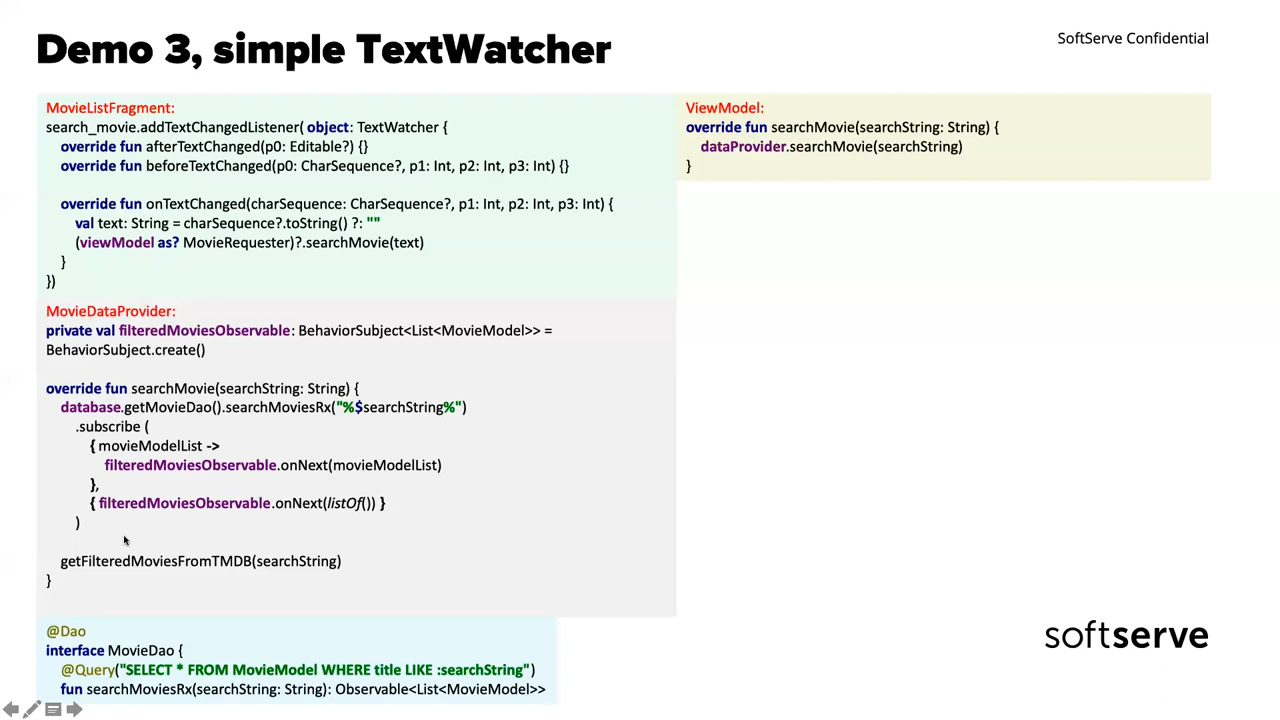 Demo 3, simple TextWatcher
SoftServe Confidential
MovieListFragment:
search_movie.addTextChangedListener( object: TextWatcher {
override fun afterTextChanged(p0: Editable?) {}
override fun beforeTextChanged(p0: CharSequence?, p1: Int, p2: Int, p3: Int) {}
override fun onTextChanged(charSequence: CharSequence?, p1: Int, p2: Int, p3: Int) {
val text: String = charSequence?.toString() ?: ""
(viewModel as? MovieRequester)?.searchMovie(text)
}
})
ViewModel:
override fun searchMovie(searchString: String) {
dataProvider.searchMovie(searchString)
}
MovieDataProvider:
private val filteredMoviesObservable: BehaviorSubject<List<MovieModel>> =
BehaviorSubject.create()
override fun searchMovie(searchString: String) {
database.getMovieDao().searchMoviesRx("%$searchString%")
.subscribe (
{ movieModelList ->
filteredMoviesObservable.onNext(movieModelList)
},
{ filteredMoviesObservable.onNext(listOf()) }
)
getFilteredMoviesFromTMDB(searchString)
}
@Dao
interface MovieDao {
@Query("SELECT * FROM MovieModel WHERE title LIKE :searchString")
fun searchMoviesRx(searchString: String): Observable<List<MovieModel>>
softserve